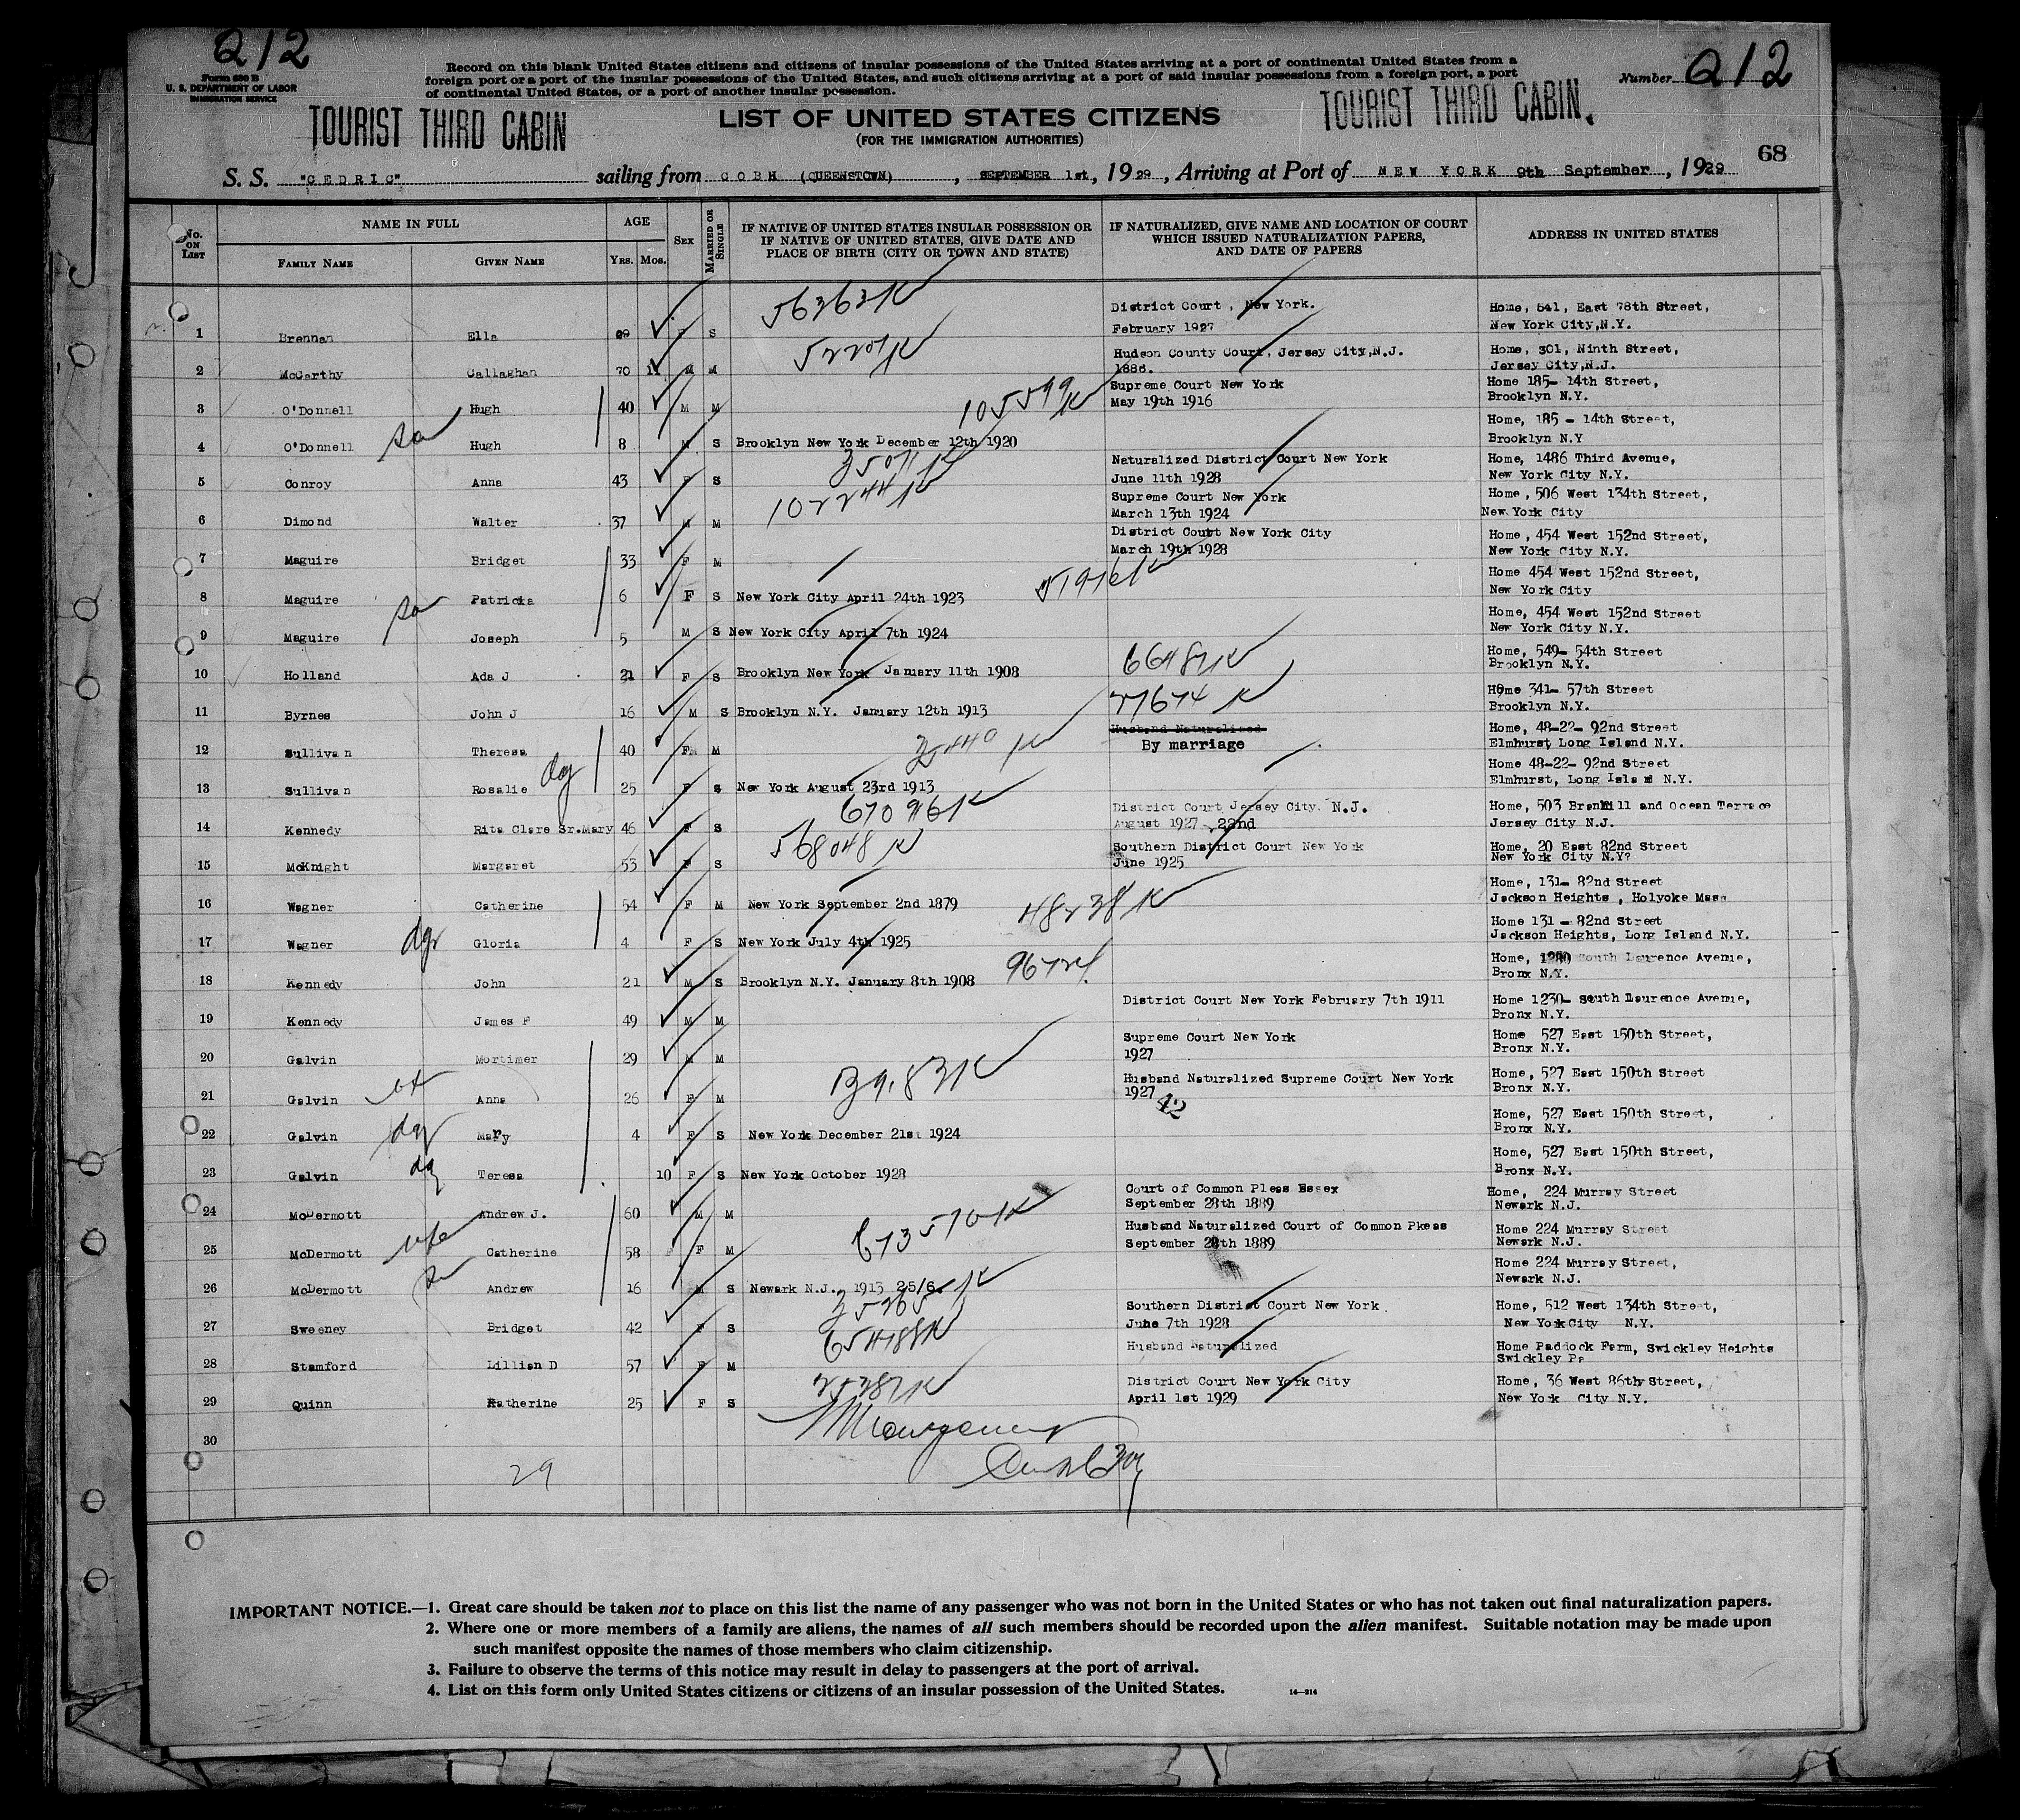 212
Form 630 B
U. S. DEPARTMENT OF LABOR
IMMIGRATION SERVICE
Record on this blank United States citizens and citizens of insular possessions of the United States arriving at a port of continental United States from a
foreign port or a port of the insular possessions of the United States, and such citizens arriving at a port of said insular possessions from a foreign port, a port
of continental United States, or a port of another insular possession.
Number 212
TOURIST THIRD CABIN
LIST OF UNITED STATES CITIZENS
TOURIST THIRD CABIN.
(FOR THE IMMIGRATION AUTHORITIES)
68
S. S. "CEDRIC" sailing from COBH (QUEENSTOWN), SEPTEMBER 1st, 1929, Arriving at Port of NEW YORK 9th September, 1929
No. ON LIST
NAME IN FULL
FAMILY NAME
GIVEN NAME
AGE
YRS. MOS.
SEX
MARRIED OR SINGLE
IF NATIVE OF UNITED STATES INSULAR POSSESSION OR
IF NATIVE OF UNITED STATES, GIVE DATE AND
PLACE OF BIRTH (CITY OR TOWN AND STATE)
IF NATURALIZED, GIVE NAME AND LOCATION OF COURT
WHICH ISSUED NATURALIZATION PAPERS,
AND DATE OF PAPERS
ADDRESS IN UNITED STATES
56363K District Court, New York. Home, 541, East 78th Street,
1 Brennan Ella S February 1927 New York City,N.Y.
Hudson County Court, Jersey City,N.J. Home, 301, Ninth Street,
2 McCarthy Callaghan 70 11 M M 1886. Jersey City,N.J.
Supreme Court New York Home 185- 14th Street,
3 O'Donnell Hugh 40 M M 105599K May 19th 1916 Brooklyn N.Y.
Home, 185 - 14th Street,
4 O'Donnell son Hugh 8 M S Brooklyn New York December 12th 1920 Brooklyn N.Y
Naturalized District Court New York Home, 1486 Third Avenue,
5 Conroy Anna 43 F S June 11th 1928 New York City N.Y.
102244K Supreme Court New York Home, 506 West 134th Street,
6 Dimond Walter 37 M M March 13th 1924 New York City
District Court New York City Home, 454 West 152nd Street,
7 Maguire Bridget 33 F M March 19th 1928 New York City N.Y.
Home 454 West 152nd Street,
8 Maguire Patricia 6 F S New York City April 24th 1923 New York City
Home, 454 West 152nd Street
9 Maguire son Joseph 5 M S New York City April 7th 1924 New York City N.Y.
Home, 549- 54th Street
10 Holland Ada J 21 F S Brooklyn New York January 11th 1908 Brooklyn N.Y.
77674 K Home 341- 57th Street
11 Byrnes John J 16 M S Brooklyn N.Y. January 12th 1913 Brooklyn N.Y.
Husband Naturalized Home, 48-22- 92nd Street
12 Sullivan Theresa 40 F M By marriage Elmhurst Long Island N.Y.
Home 48-22- 92nd Street
13 Sullivan Rosalie dg 25 F S New York August 23rd 1913 Elmhurst, Long Island N.Y.
District Court Jersey City, N.J. Home, 503 and Ocean Terrace
14 Kennedy Rita Clare Sr.Mary 46 F S August 1927 22nd Jersey City N.J.
568048 K Southern District Court New York Home, 20 East 82nd Street
15 McKnight Margaret 53 F S June 1925 New York City N.Y?
Home, 131- 82nd Street
16 Wagner Catherine 54 F M New York September 2nd 1879 48238K Jackson Heights, Holyoke Mass
Home 131 - 82nd Street
17 Wagner dgr Gloria 4 F S New York July 4th 1925 Jackson Heights, Long Island N.Y.
Home, South Laurence Avenue,
18 Kennedy John 21 M S Brooklyn N.Y. January 8th 1908 Bronx N.Y.
District Court New York February 7th 1911 Home 1230- South Laurence Avenue,
19 Kennedy James F 49 M M Bronx N.Y.
Supreme Court New York Home 527 East 150th Street,
20 Galvin Mortimer 29 M M 1927 Bronx N.Y.
Husband Naturalized Supreme Court New York Home, 527 East 150th Street
21 Galvin Anna 26 F M 1927 42 Bronx N.Y.
Home, 527 East 150th Street,
22 Galvin dgr Mary 4 F S New York December 21st 1924 Bronx N.Y.
Home, 527 East 150th Street,
23 Galvin dg Teresa 10 F S New York October 1928 Bronx N.Y.
Court of Common Pleas Essex Home, 224 Murray Street
24 McDermott Andrew J. 60 M M September 28th 1889 Newark N.J.
Husband Naturalized Court of Common Pkeas Home 224 Murray Street
25 McDermott wfe Catherine 58 F M September 28th 1889 Newark N.J.
Home 224 Murray Street,
26 McDermott Andrew 16 M S Newark N.J. 1913 25/6. Newark N.J.
Southern District Court New York Home, 512 West 134th Street,
27 Sweeney Bridget 42 F S June 7th 1928 New York City N.Y.
Husband Naturalized Home Paddock Farm, Swickley Heights
28 Stamford Lillian D 57 F M Swickley Pa
District Court New York City Home, 36 West 86th Street,
29 Quinn Katherine 25 F S April 1st 1929 New York City N.Y.
30
29
IMPORTANT NOTICE.—1. Great care should be taken not to place on this list the name of any passenger who was not born in the United States or who has not taken out final naturalization papers.
2. Where one or more members of a family are aliens, the names of all such members should be recorded upon the alien manifest. Suitable notation may be made upon
such manifest opposite the names of those members who claim citizenship.
3. Failure to observe the terms of this notice may result in delay to passengers at the port of arrival.
4. List on this form only United States citizens or citizens of an insular possession of the United States.
14—214